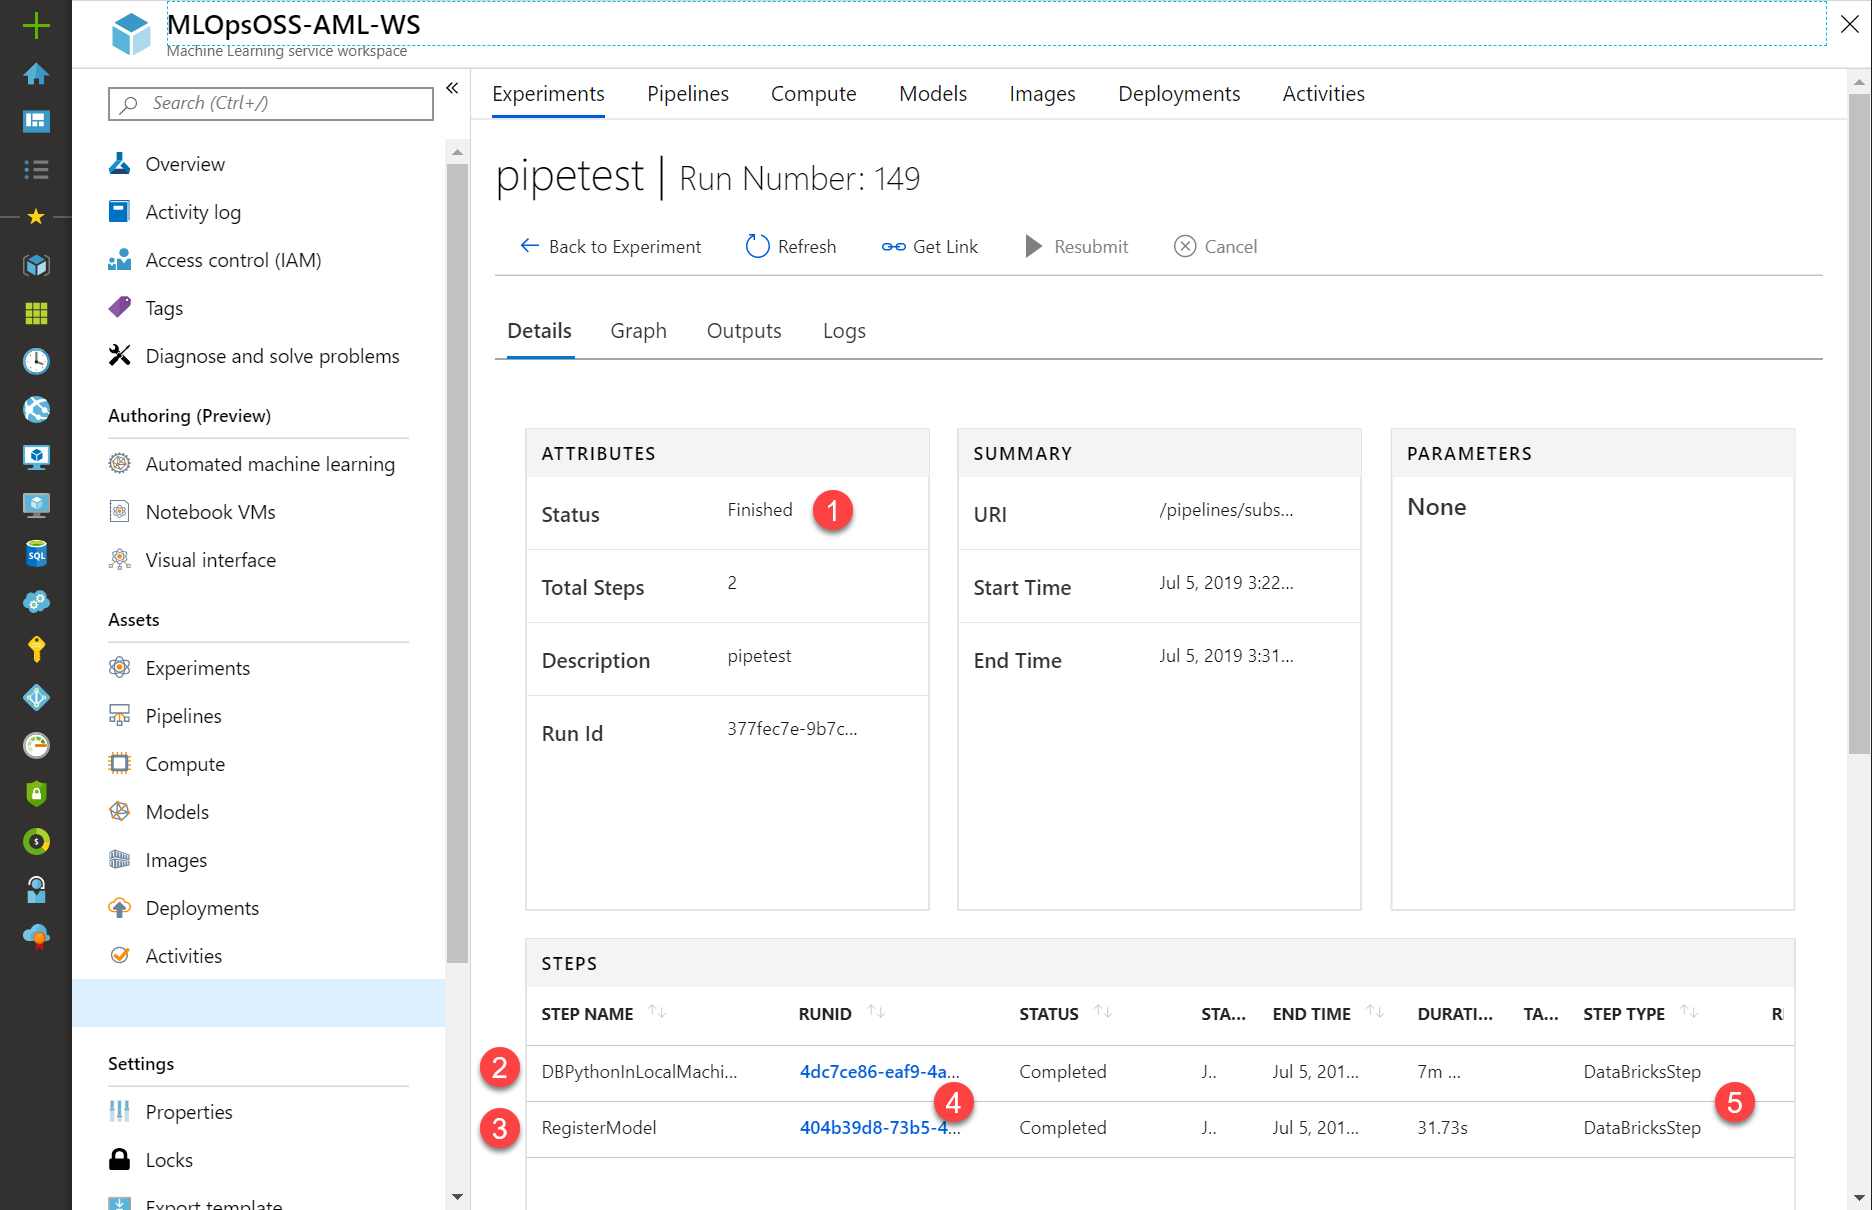 MLOpsOSS-AML-WS
Machine Learning service workspace
Search (Ctrl+/)
«
Overview
Activity log
Access control (IAM)
Tags
Diagnose and solve problems
Authoring (Preview)
Automated machine learning
Notebook VMs
Visual interface
Assets
Experiments
Pipelines
Compute
Models
Images
Deployments
Activities
Settings
Properties
Locks
Export template
SQL
Experiments Pipelines Compute Models Images Deployments Activities
pipetest | Run Number: 149
Back to Experiment Refresh Get Link Resubmit Cancel
Details Graph Outputs Logs
ATTRIBUTES
Status Finished 1
Total Steps 2
Description pipetest
Run Id 377fec7e-9b7c...
SUMMARY
URI /pipelines/subs...
Start Time Jul 5, 2019 3:22...
End Time Jul 5, 2019 3:31...
PARAMETERS
None
STEPS
STEP NAME RUNID STATUS STA... END TIME DURATI... TA... STEP TYPE
2 DBPythonInLocalMachi... 4dc7ce86-eaf9-4a... Completed J.. Jul 5, 201... 7m ... DataBricksStep
4 5
3 RegisterModel 404b39d8-73b5-4... Completed J.. Jul 5, 201... 31.73s DataBricksStep